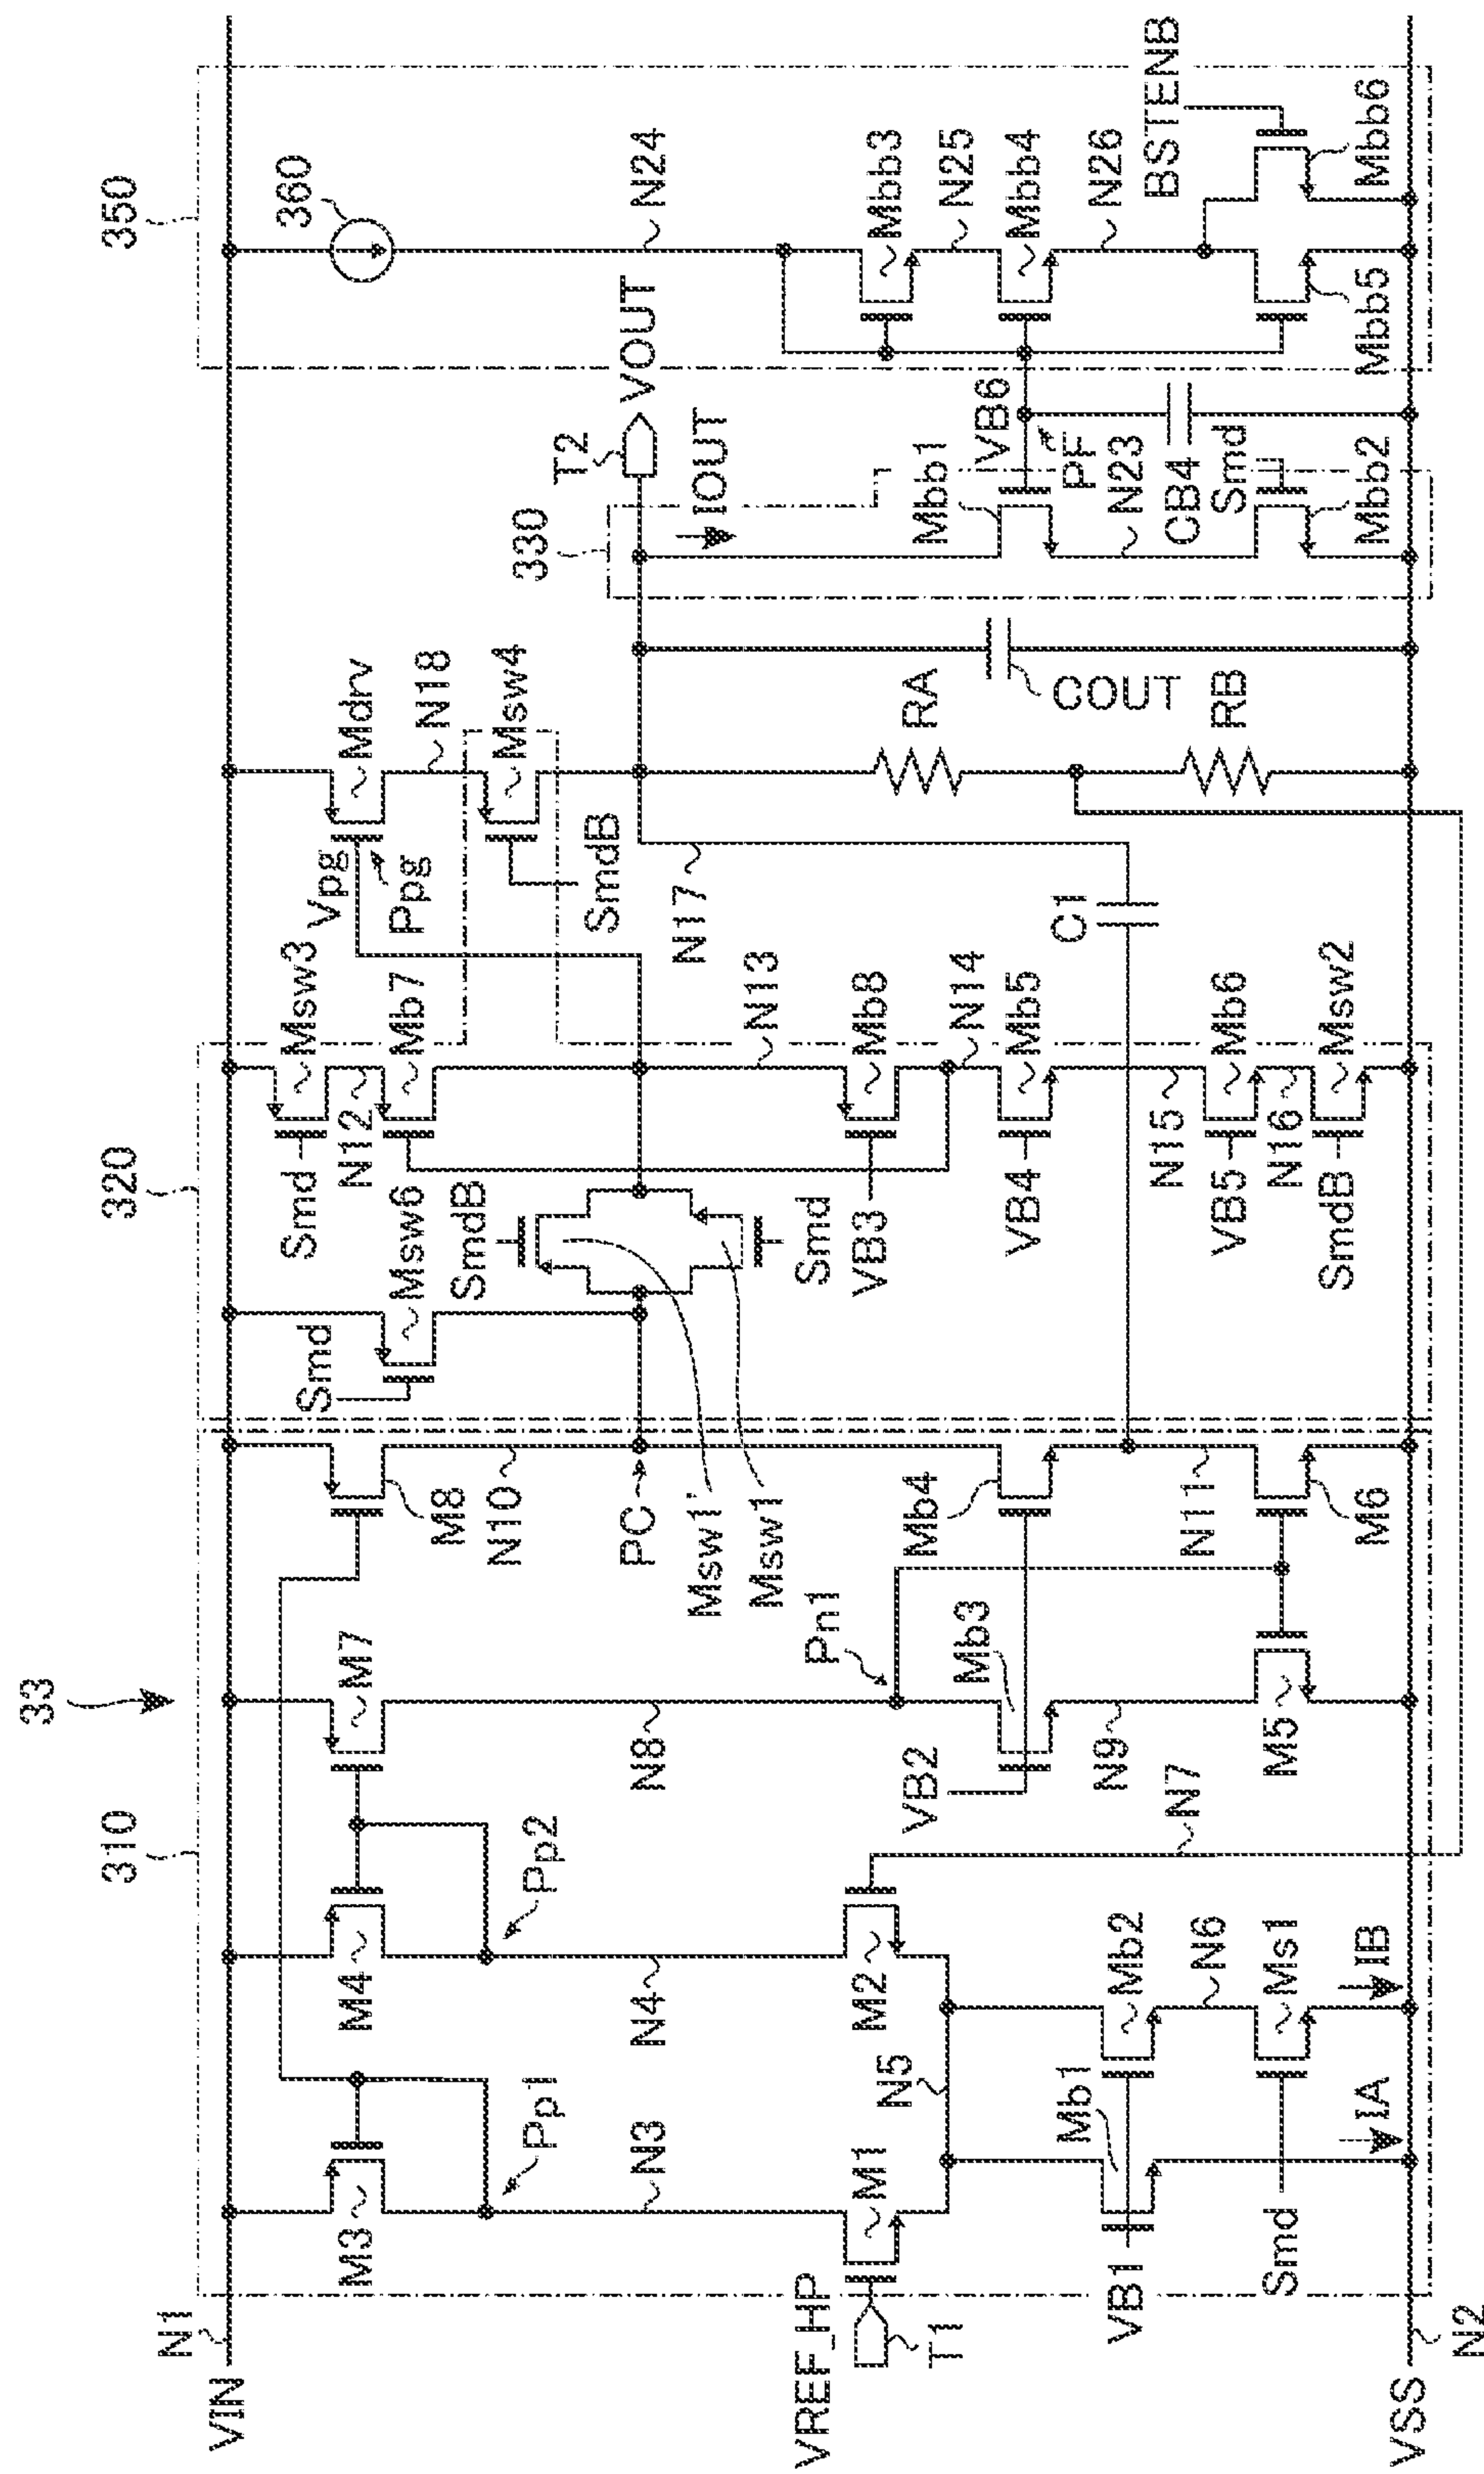 33
310
320
330
350
360
VIN
N1
M3
M4
M7
M8
Smd
Msw6
Smd
Msw3
N12
Mb7
Vpg
Ppg
Mdrv
N18
Msw4
SmdB
T2
VOUT
IOUT
N24
Pp1
Pp2
N3
N4
N8
N10
PC
Msw1'
Msw1
SmdB
Smd
N13
N17
VREF_HP
T1
M1
M2
N5
Pn1
VB2
Mb3
Mb4
VB3
Mb8
N14
VB4
Mb5
C1
RA
COUT
Mbb1
VB6
PF
Mbb3
N25
Mbb4
N26
VB1
Mb1
Mb2
N6
N7
N9
N11
N15
VB5
Mb6
N16
RB
N23
CB4
Smd
BSTENB
Smd
Ms1
IA
IB
M5
M6
SmdB
Msw2
Mbb2
Mbb5
Mbb6
VSS
N2